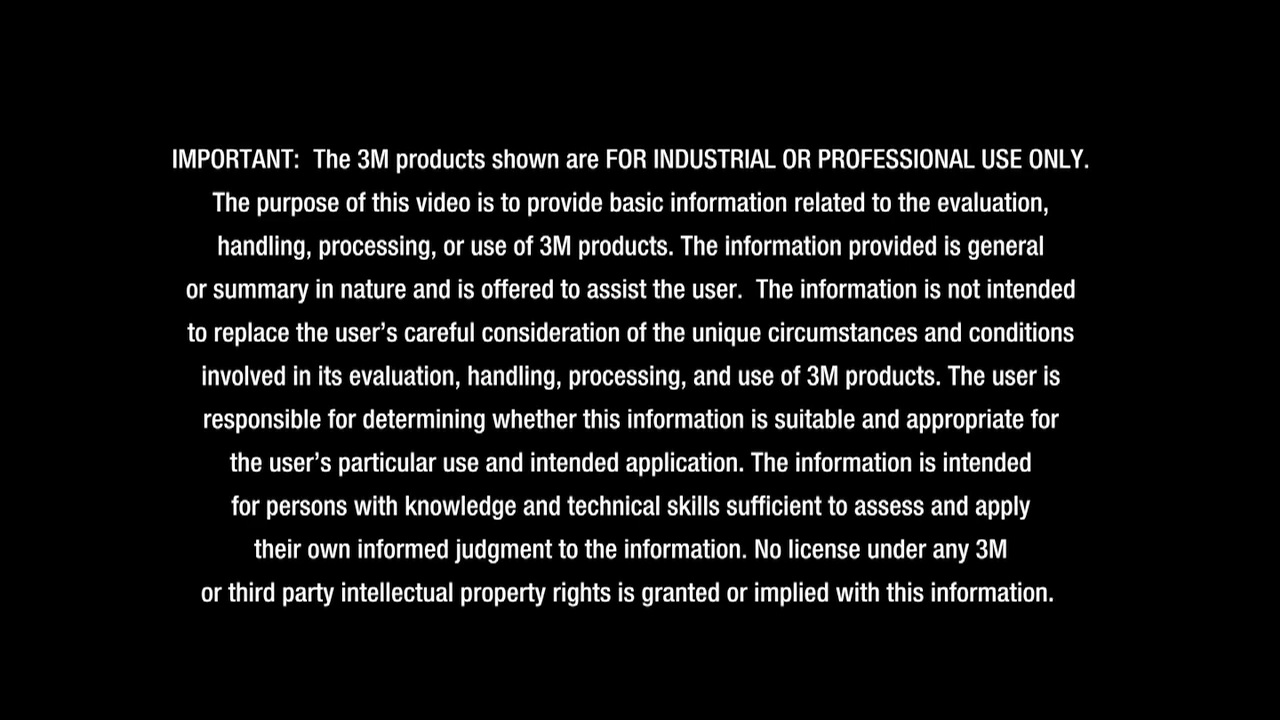 IMPORTANT:  The 3M products shown are FOR INDUSTRIAL OR PROFESSIONAL USE ONLY.
The purpose of this video is to provide basic information related to the evaluation,
handling, processing, or use of 3M products. The information provided is general
or summary in nature and is offered to assist the user.  The information is not intended
to replace the user’s careful consideration of the unique circumstances and conditions
involved in its evaluation, handling, processing, and use of 3M products. The user is
responsible for determining whether this information is suitable and appropriate for
the user’s particular use and intended application. The information is intended
for persons with knowledge and technical skills sufficient to assess and apply
their own informed judgment to the information. No license under any 3M
or third party intellectual property rights is granted or implied with this information.